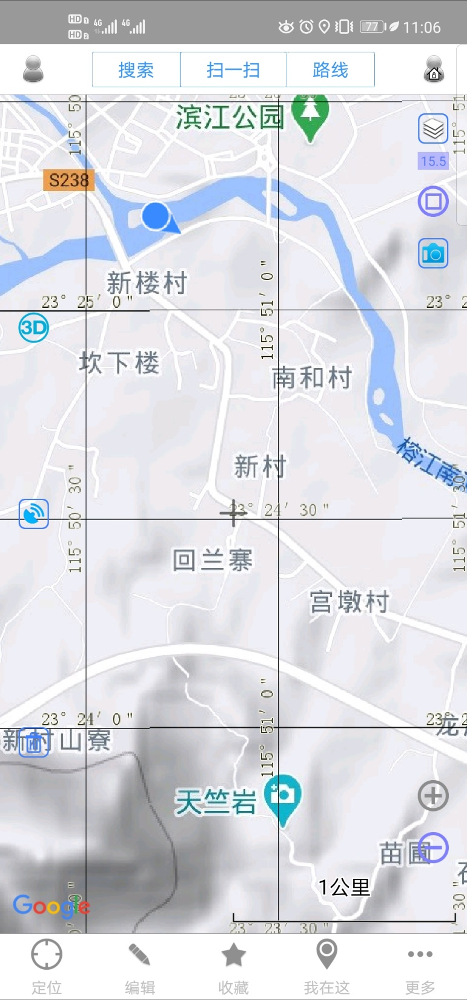 HD 1 4G 4G 77 11:06
HD 2
搜索 扫一扫 路线
滨江公园
115° 50
15.5
S238
新楼村
23° 25′ 0″
115° 51′ 0″
3D
坎下楼
南和村
榕江南
新村
23° 24′ 30″
115° 50′ 30″
115° 51′ 30″
回兰寨
宫墩村
23° 24′ 0″
115° 51′ 0″
新村山寮
天竺岩
苗圃
1公里
Google
23° 23′ 30″
定位 编辑 收藏 我在这 更多